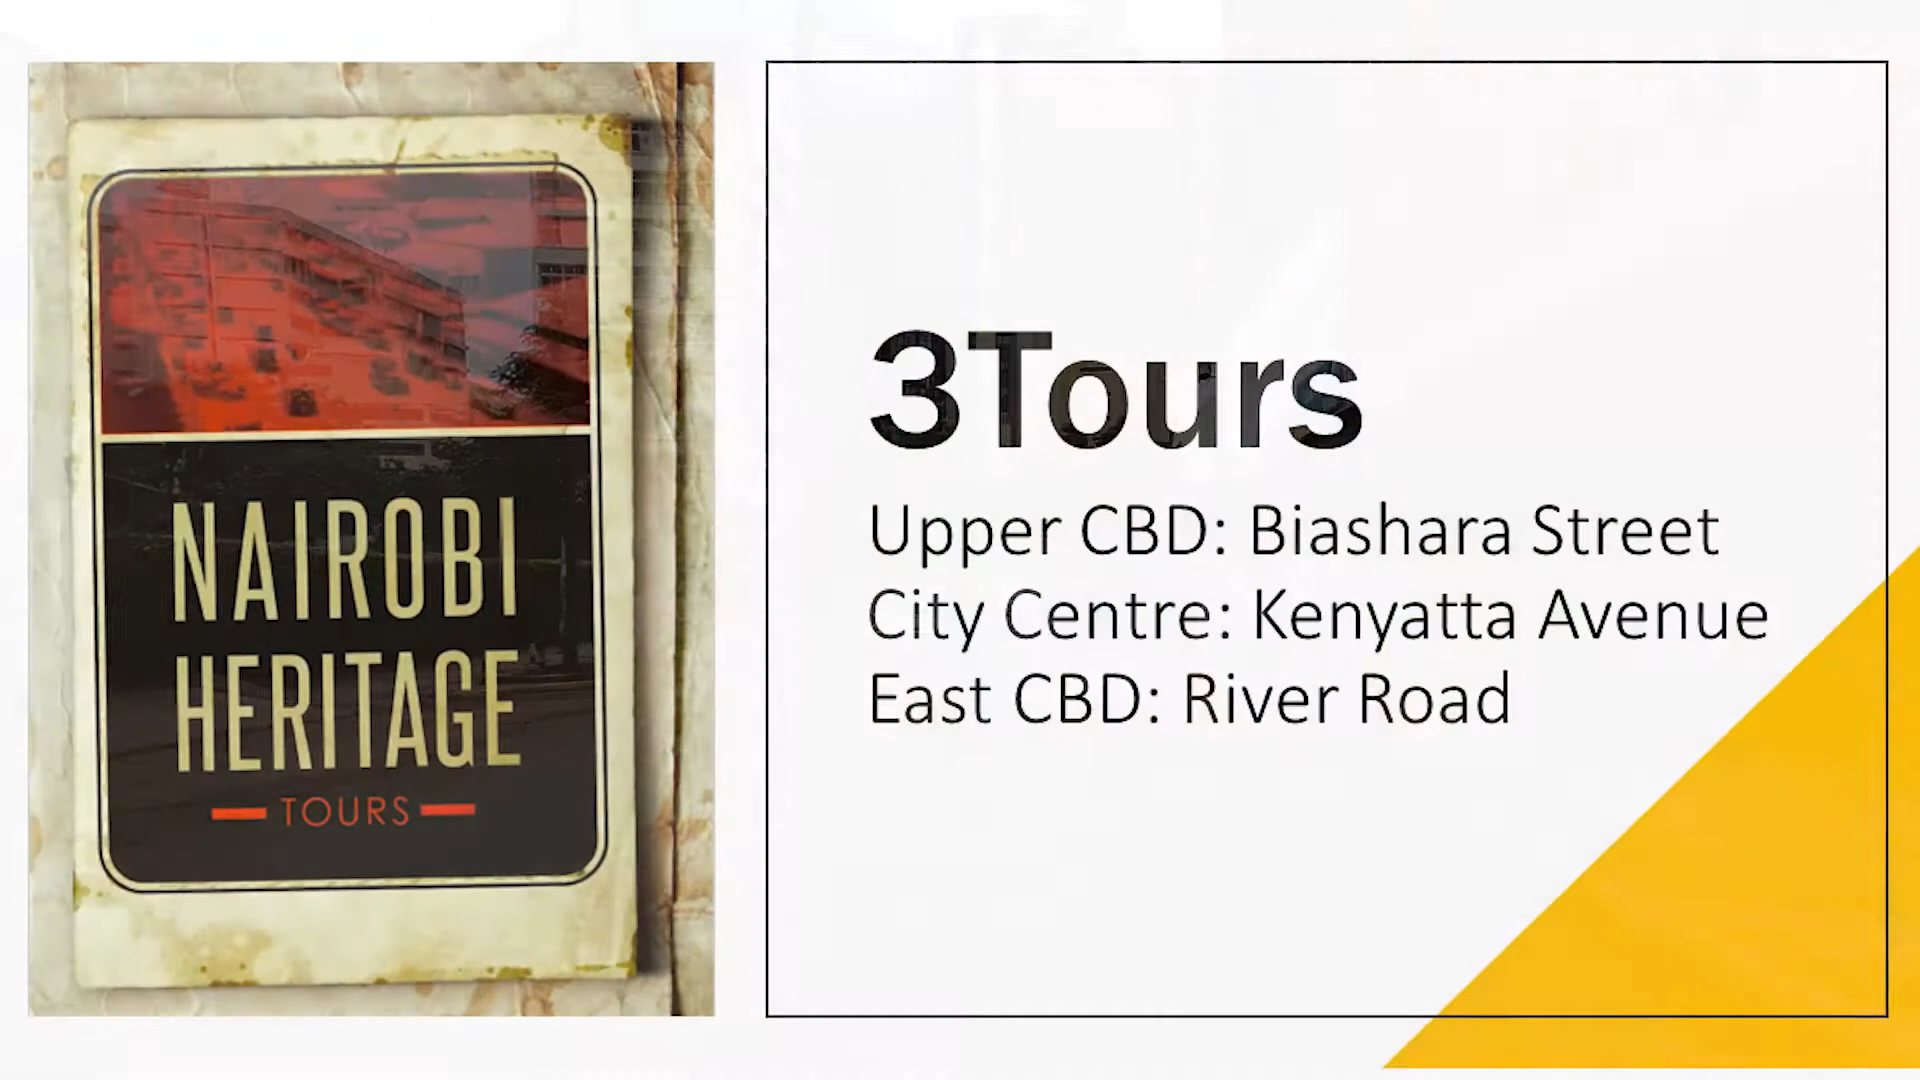 NAIROBI
HERITAGE
TOURS
3Tours
Upper CBD: Biashara Street
City Centre: Kenyatta Avenue
East CBD: River Road